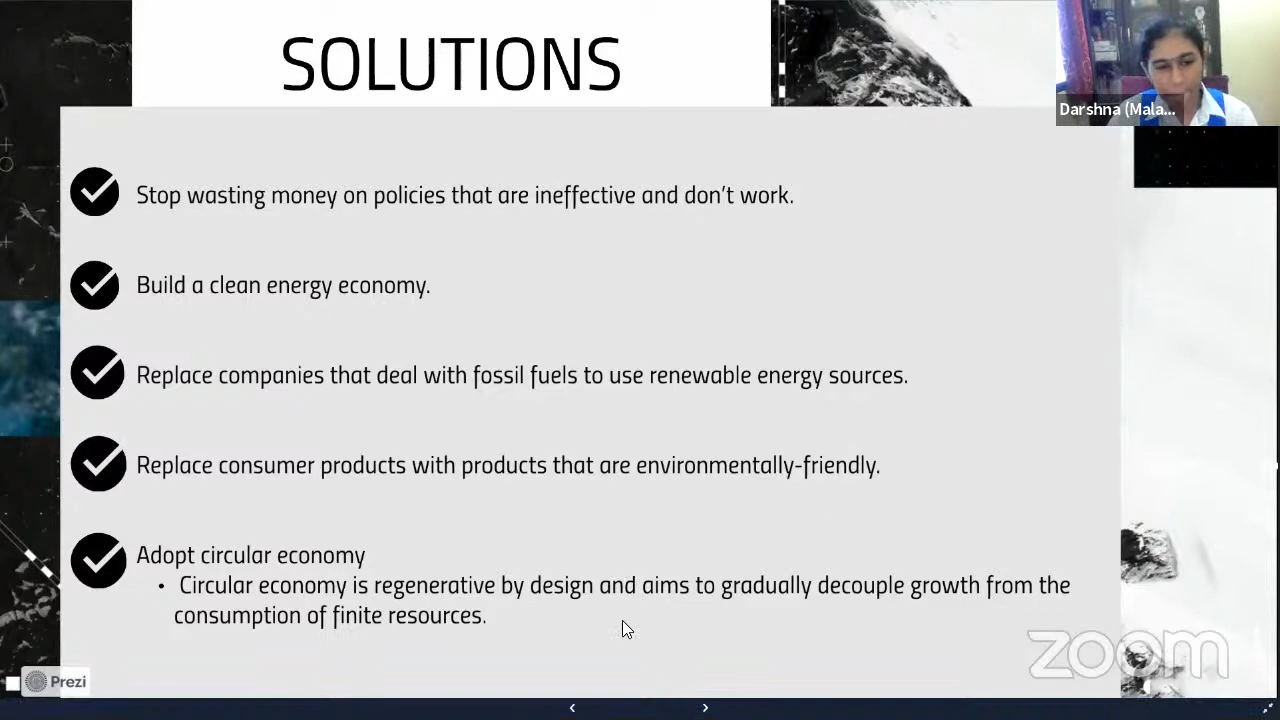 SOLUTIONS
Darshna (Mala...
Stop wasting money on policies that are ineffective and don't work.
Build a clean energy economy.
Replace companies that deal with fossil fuels to use renewable energy sources.
Replace consumer products with products that are environmentally-friendly.
Adopt circular economy
• Circular economy is regenerative by design and aims to gradually decouple growth from the
consumption of finite resources.
zoom
Prezi